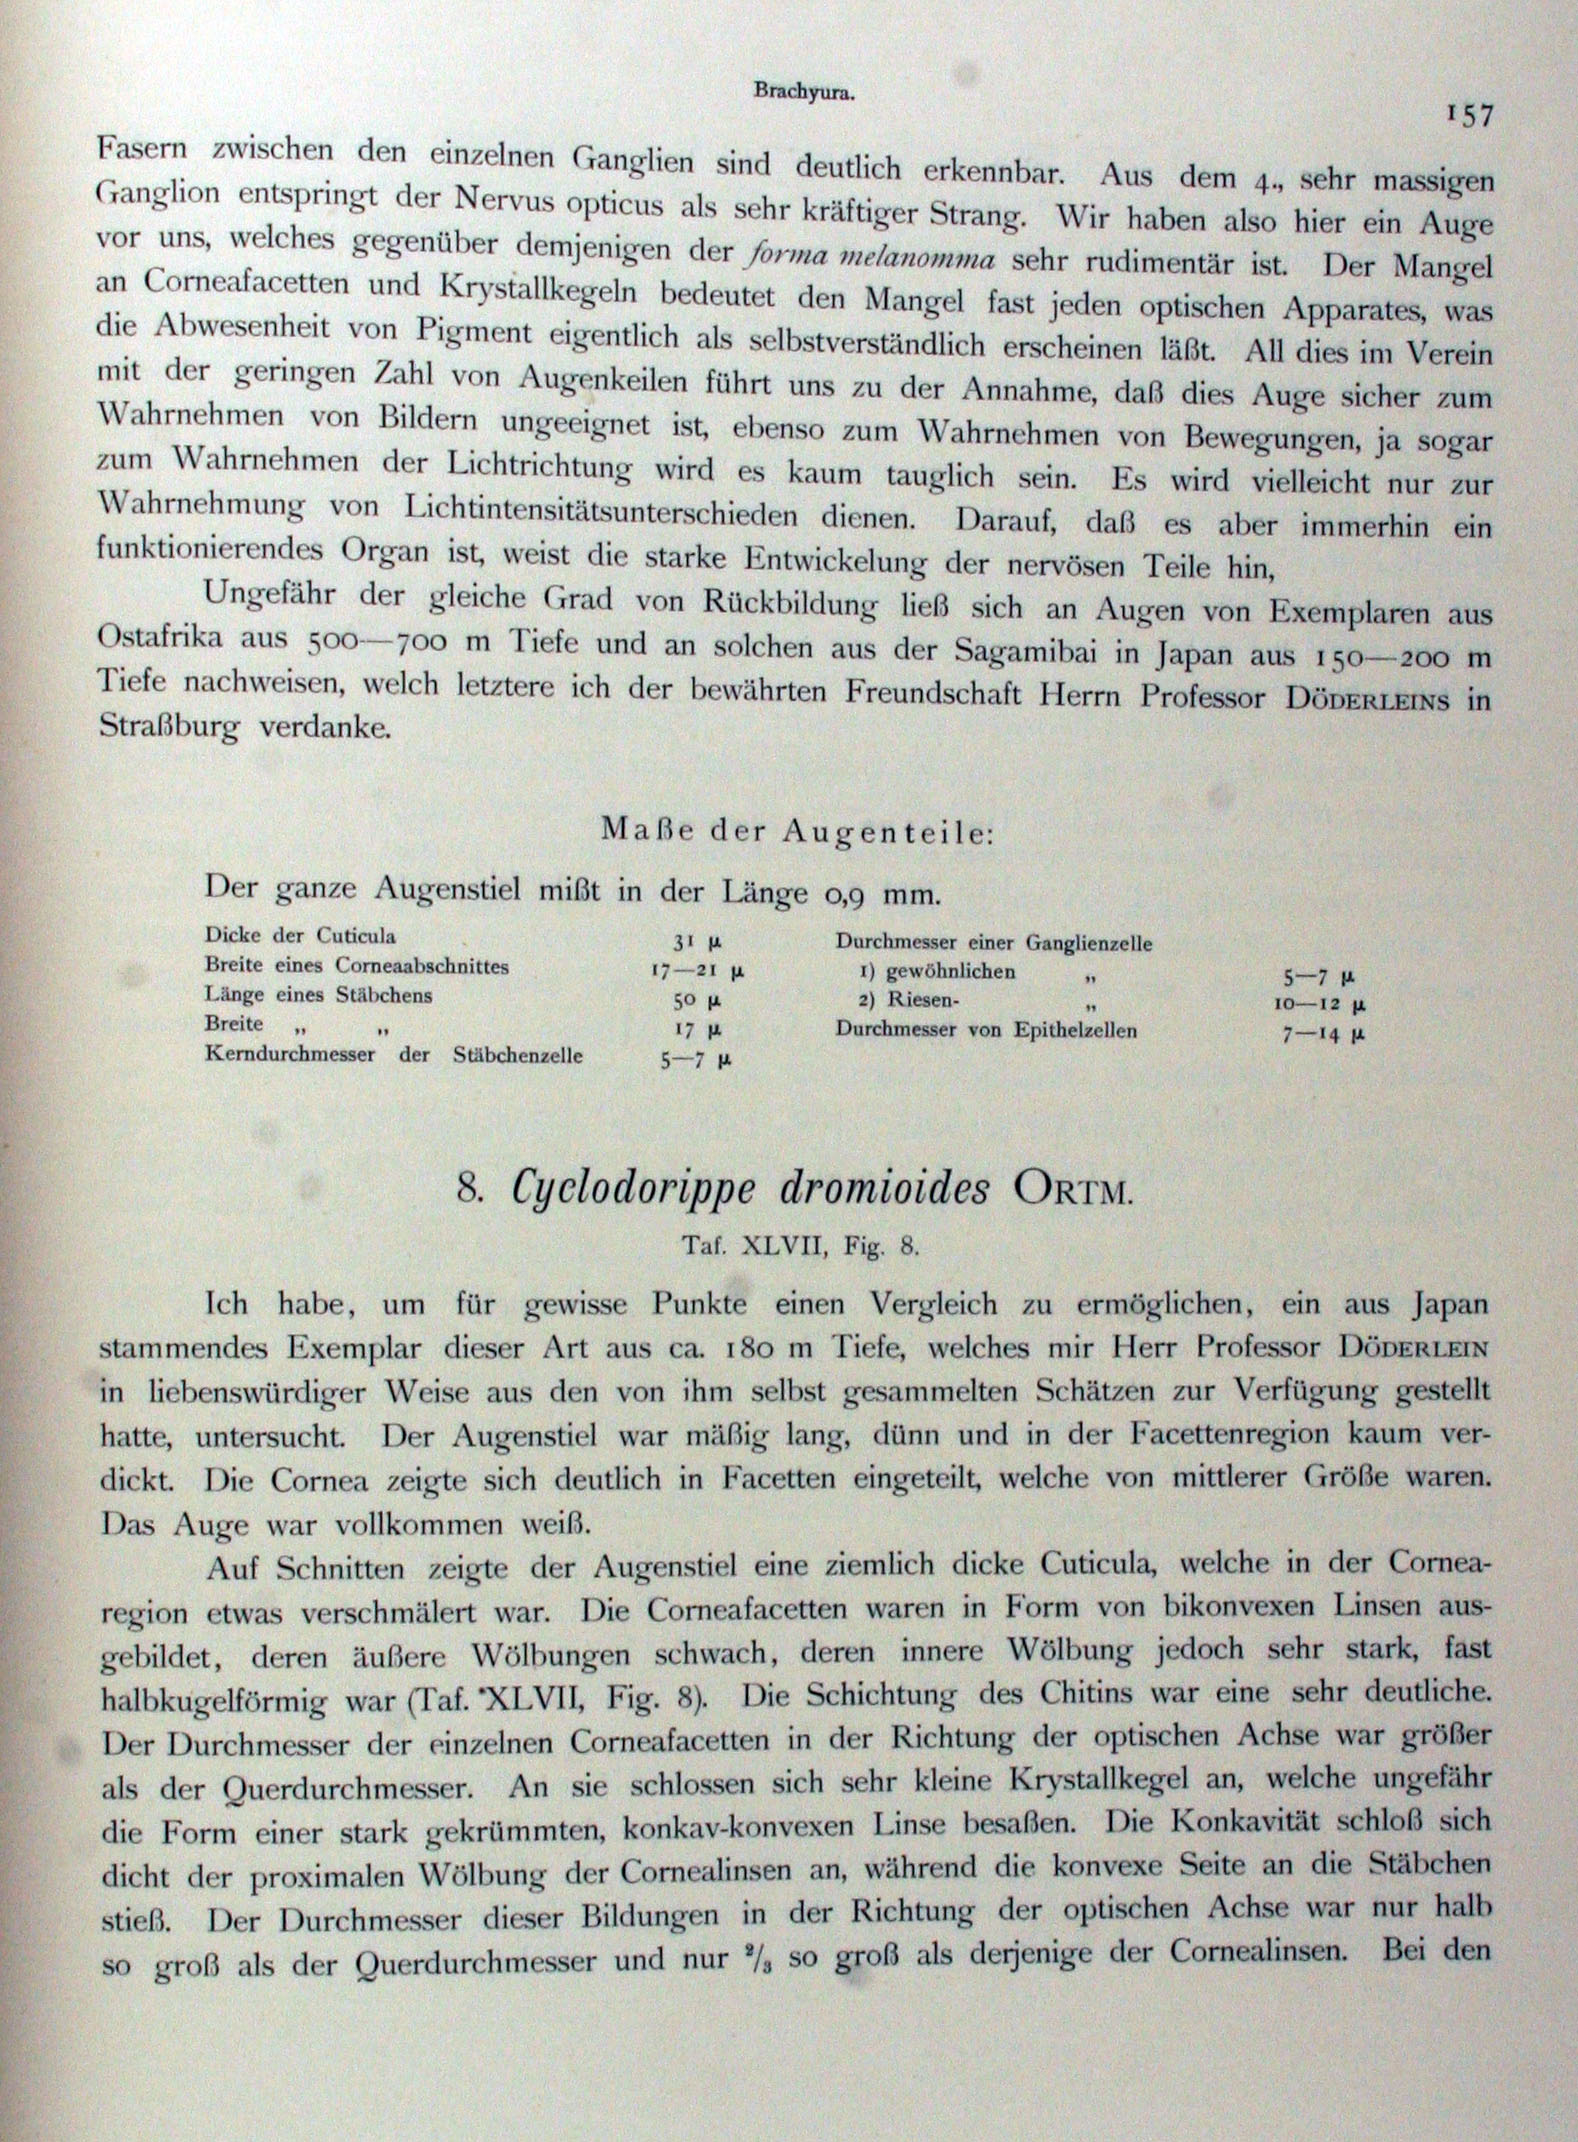 Brachyura.
157
Fasern zwischen den einzelnen Ganglien sind deutlich erkennbar. Aus dem 4., sehr massigen
Ganglion entspringt der Nervus opticus als sehr kräftiger Strang. Wir haben also hier ein Auge
vor uns, welches gegenüber demjenigen der forma melanomma sehr rudimentär ist. Der Mangel
an Corneafacetten und Krystallkegeln bedeutet den Mangel fast jeden optischen Apparates, was
die Abwesenheit von Pigment eigentlich als selbstverständlich erscheinen läßt. All dies im Verein
mit der geringen Zahl von Augenkeilen führt uns zu der Annahme, daß dies Auge sicher zum
Wahrnehmen von Bildern ungeeignet ist, ebenso zum Wahrnehmen von Bewegungen, ja sogar
zum Wahrnehmen der Lichtrichtung wird es kaum tauglich sein. Es wird vielleicht nur zur
Wahrnehmung von Lichtintensitätsunterschieden dienen. Darauf, daß es aber immerhin ein
funktionierendes Organ ist, weist die starke Entwickelung der nervösen Teile hin,
Ungefähr der gleiche Grad von Rückbildung ließ sich an Augen von Exemplaren aus
Ostafrika aus 500—700 m Tiefe und an solchen aus der Sagamibai in Japan aus 150—200 m
Tiefe nachweisen, welch letztere ich der bewährten Freundschaft Herrn Professor DÖDERLEINS in
Straßburg verdanke.
Maße der Augenteile:
Der ganze Augenstiel mißt in der Länge 0,9 mm.
Dicke der Cuticula 31 µ
Breite eines Corneaabschnittes 17—21 µ
Länge eines Stäbchens 50 µ
Breite „ „ 17 µ
Kerndurchmesser der Stäbchenzelle 5—7 µ
Durchmesser einer Ganglienzelle
1) gewöhnlichen „ 5—7 µ
2) Riesen- „ 10—12 µ
Durchmesser von Epithelzellen 7—14 µ
8. Cyclodorippe dromioides ORTM.
Taf. XLVII, Fig. 8.
Ich habe, um für gewisse Punkte einen Vergleich zu ermöglichen, ein aus Japan
stammendes Exemplar dieser Art aus ca. 180 m Tiefe, welches mir Herr Professor DÖDERLEIN
in liebenswürdiger Weise aus den von ihm selbst gesammelten Schätzen zur Verfügung gestellt
hatte, untersucht. Der Augenstiel war mäßig lang, dünn und in der Facettenregion kaum ver-
dickt. Die Cornea zeigte sich deutlich in Facetten eingeteilt, welche von mittlerer Größe waren.
Das Auge war vollkommen weiß.
Auf Schnitten zeigte der Augenstiel eine ziemlich dicke Cuticula, welche in der Cornea-
region etwas verschmälert war. Die Corneafacetten waren in Form von bikonvexen Linsen aus-
gebildet, deren äußere Wölbungen schwach, deren innere Wölbung jedoch sehr stark, fast
halbkugelförmig war (Taf. XLVII, Fig. 8). Die Schichtung des Chitins war eine sehr deutliche.
Der Durchmesser der einzelnen Corneafacetten in der Richtung der optischen Achse war größer
als der Querdurchmesser. An sie schlossen sich sehr kleine Krystallkegel an, welche ungefähr
die Form einer stark gekrümmten, konkav-konvexen Linse besaßen. Die Konkavität schloß sich
dicht der proximalen Wölbung der Cornealinsen an, während die konvexe Seite an die Stäbchen
stieß. Der Durchmesser dieser Bildungen in der Richtung der optischen Achse war nur halb
so groß als der Querdurchmesser und nur ²/₃ so groß als derjenige der Cornealinsen. Bei den